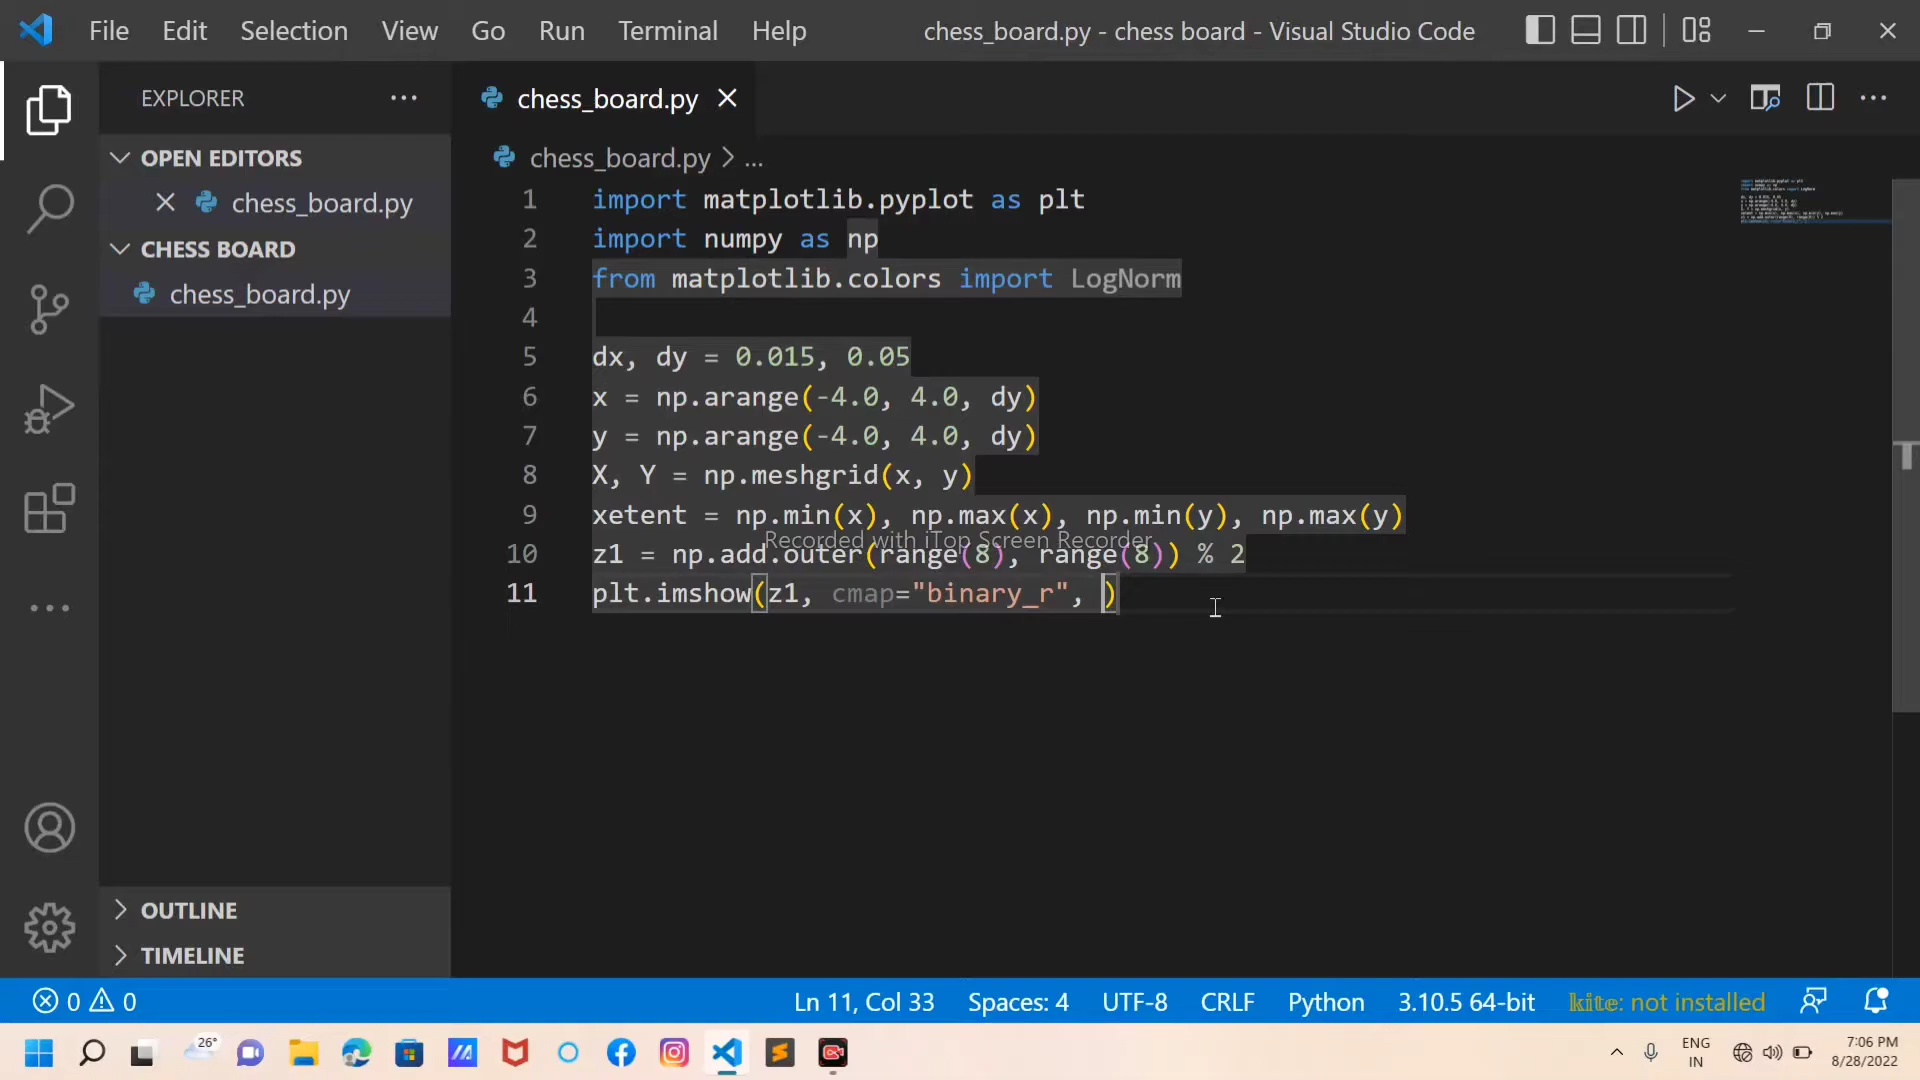 File Edit Selection View Go Run Terminal Help chess_board.py - chess board - Visual Studio Code
EXPLORER
chess_board.py
OPEN EDITORS
chess_board.py
chess_board.py
CHESS BOARD
chess_board.py
1 import matplotlib.pyplot as plt
2 import numpy as np
3 from matplotlib.colors import LogNorm
4
5 dx, dy = 0.015, 0.05
6 x = np.arange(-4.0, 4.0, dy)
7 y = np.arange(-4.0, 4.0, dy)
8 X, Y = np.meshgrid(x, y)
9 xetent = np.min(x), np.max(x), np.min(y), np.max(y)
Recorded with iTop Screen Recorder
10 z1 = np.add.outer(range(8), range(8)) % 2
11 plt.imshow(z1, cmap="binary_r", )
OUTLINE
TIMELINE
0 0 Ln 11, Col 33 Spaces: 4 UTF-8 CRLF Python 3.10.5 64-bit kite: not installed
26° ENG IN 7:06 PM 8/28/2022